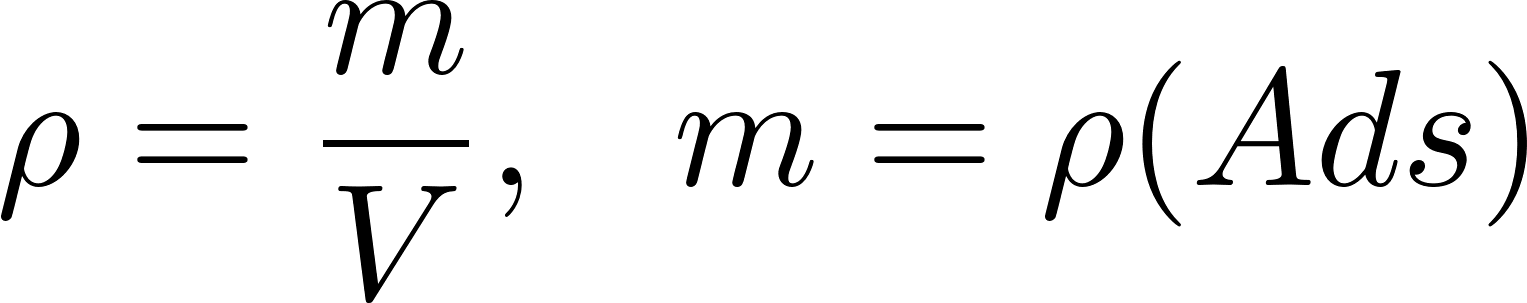 ρ = m/V, m = ρ(Ads)